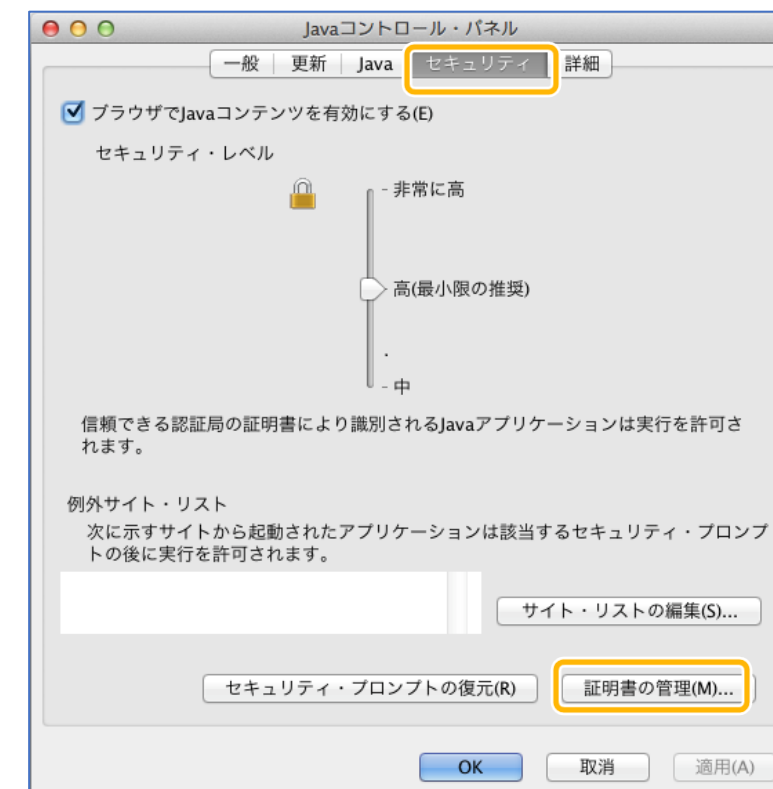 Javaコントロール・パネル
一般 更新 Java セキュリティ 詳細
ブラウザでJavaコンテンツを有効にする(E)
セキュリティ・レベル
- 非常に高
高(最小限の推奨)
- 中
信頼できる認証局の証明書により識別されるJavaアプリケーションは実行を許可さ
れます。
例外サイト・リスト
次に示すサイトから起動されたアプリケーションは該当するセキュリティ・プロンプ
トの後に実行を許可されます。
サイト・リストの編集(S)...
セキュリティ・プロンプトの復元(R) 証明書の管理(M)...
OK 取消 適用(A)